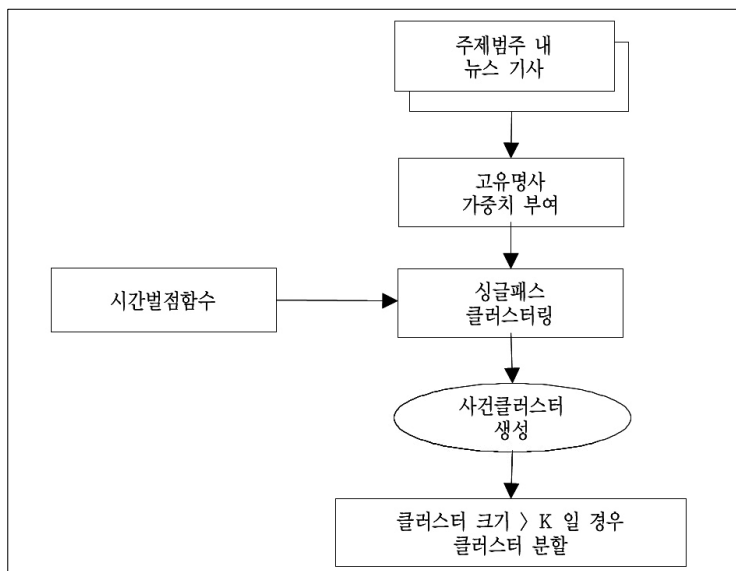 주제범주 내
뉴스 기사
고유명사
가중치 부여
시간벌점함수
싱글패스
클러스터링
사건클러스터
생성
클러스터 크기 > K 일 경우
클러스터 분할